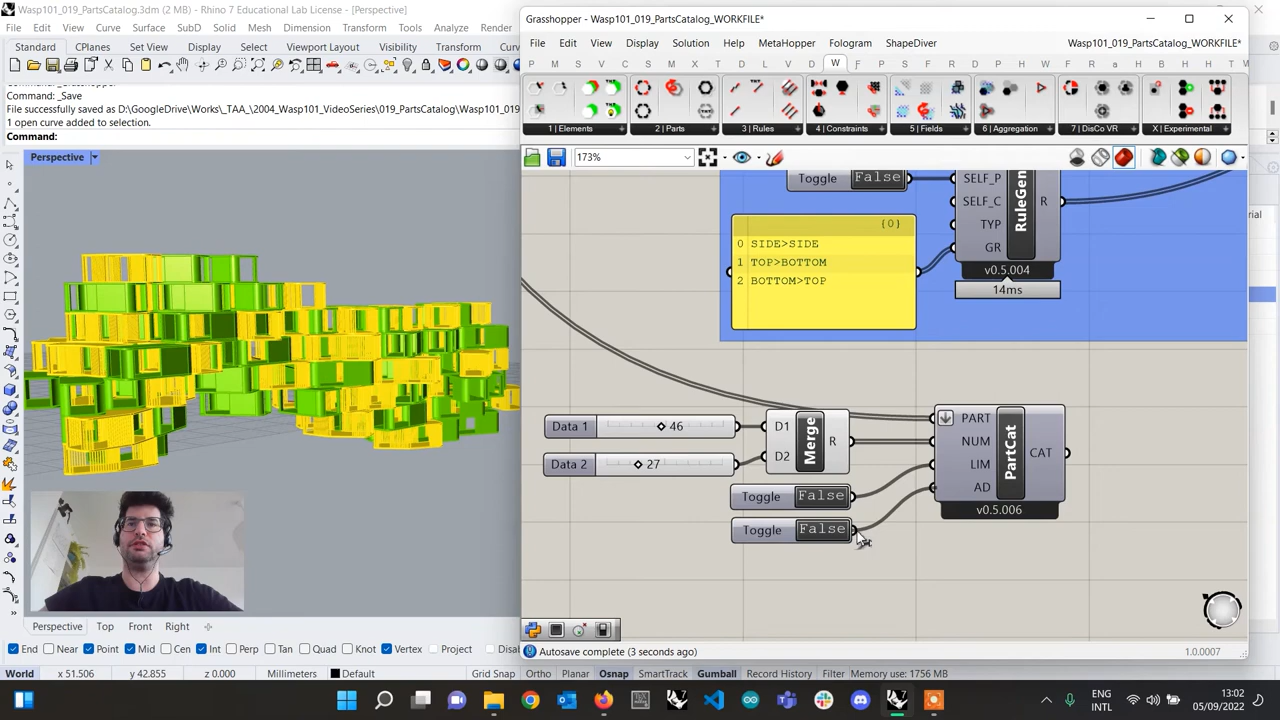 Wasp101_019_PartsCatalog.3dm (2 MB) - Rhino 7 Educational Lab License - [Perspective]
File Edit View Curve Surface SubD Solid Mesh Dimension Transform Tools Analyze Render
Standard CPlanes Set View Display Select Viewport Layout Visibility Transform
Command: _Save
File successfully saved as D:\GoogleDrive\Works\_TAA_\2004_Wasp101_VideoSeries\019_PartsCatalog\Wasp101_019
1 open curve added to selection.
Command:
Perspective
Grasshopper - Wasp101_019_PartsCatalog_WORKFILE*
File Edit View Display Solution Help MetaHopper Fologram ShapeDiver Wasp101_019_PartsCatalog_WORKFILE*
P M S V C I S M D T D L V D D W F P K F R a b C E
1 | Elements 2 | Parts 3 | Rules 4 | Constraints 5 | Fields 6 | Aggregation 7 | DisCo VR X | Experimental
173%
Toggle False
SELF_P
SELF_C
TYP
GR
RuleGen
R
v0.5.004
14ms
{0}
0 SIDE>SIDE
1 TOP>BOTTOM
2 BOTTOM>TOP
Data 1 46
Data 2 27
D1
D2
Merge
R
Toggle False
Toggle False
PART
NUM
LIM
AD
PartCat
CAT
v0.5.006
Autosave complete (3 seconds ago)
1.0.0007
Perspective Top Front Right
End Near Point Mid Cen Int Perp Tan Quad Knot Vertex Project Disab
World x 51.506 y 42.855 z 0.000 Millimeters Default Grid Snap Ortho Planar Osnap SmartTrack Gumball Record History Filter Memory use: 1756 MB
ENG
INTL
13:02
05/09/2022